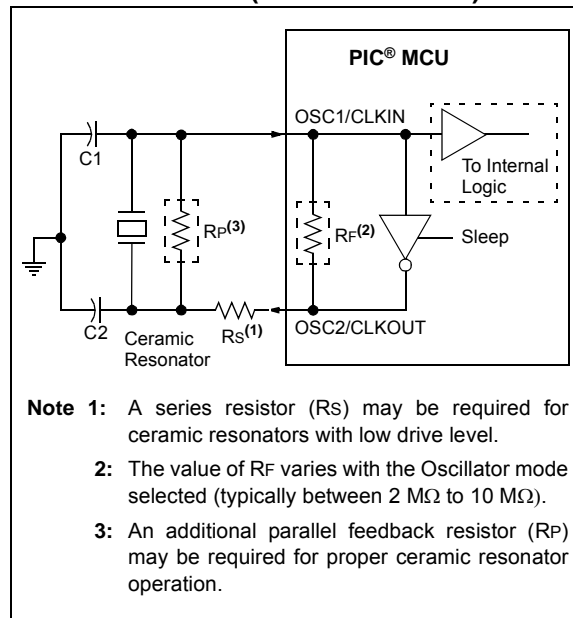 PIC® MCU
OSC1/CLKIN
C1
To Internal
Logic
RP(3)
RF(2)
Sleep
C2
Ceramic
Resonator
RS(1)
OSC2/CLKOUT
Note 1: A series resistor (RS) may be required for
ceramic resonators with low drive level.
2: The value of RF varies with the Oscillator mode
selected (typically between 2 MΩ to 10 MΩ).
3: An additional parallel feedback resistor (RP)
may be required for proper ceramic resonator
operation.